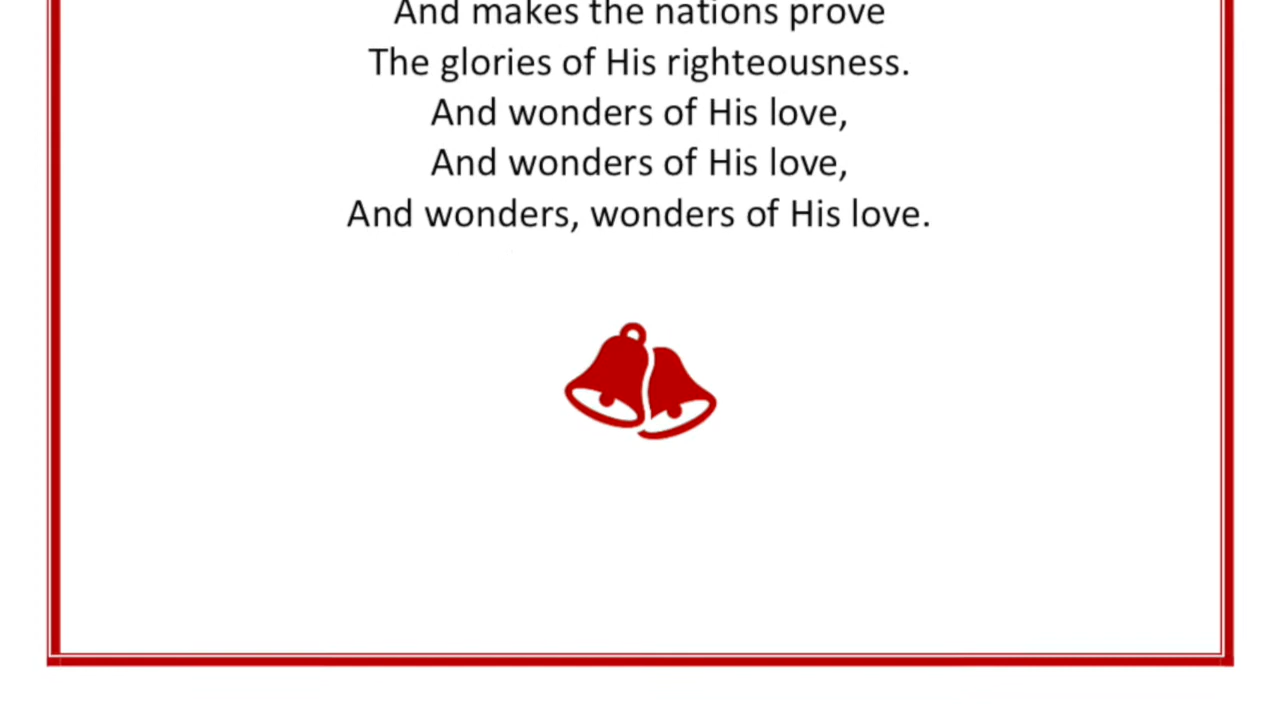 And makes the nations prove
The glories of His righteousness.
And wonders of His love,
And wonders of His love,
And wonders, wonders of His love.